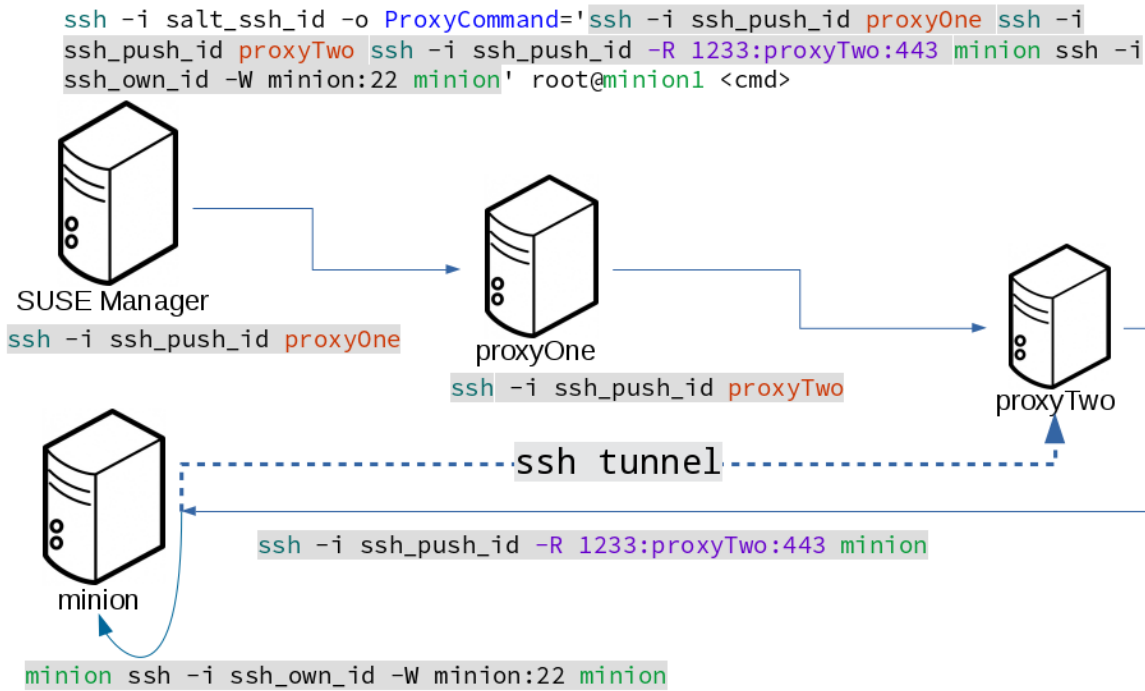 ssh -i salt_ssh_id -o ProxyCommand='ssh -i ssh_push_id proxyOne ssh -i
ssh_push_id proxyTwo ssh -i ssh_push_id -R 1233:proxyTwo:443 minion ssh -i
ssh_own_id -W minion:22 minion' root@minion1 <cmd>
SUSE Manager
ssh -i ssh_push_id proxyOne
proxyOne
ssh -i ssh_push_id proxyTwo
proxyTwo
ssh tunnel
ssh -i ssh_push_id -R 1233:proxyTwo:443 minion
minion
minion ssh -i ssh_own_id -W minion:22 minion